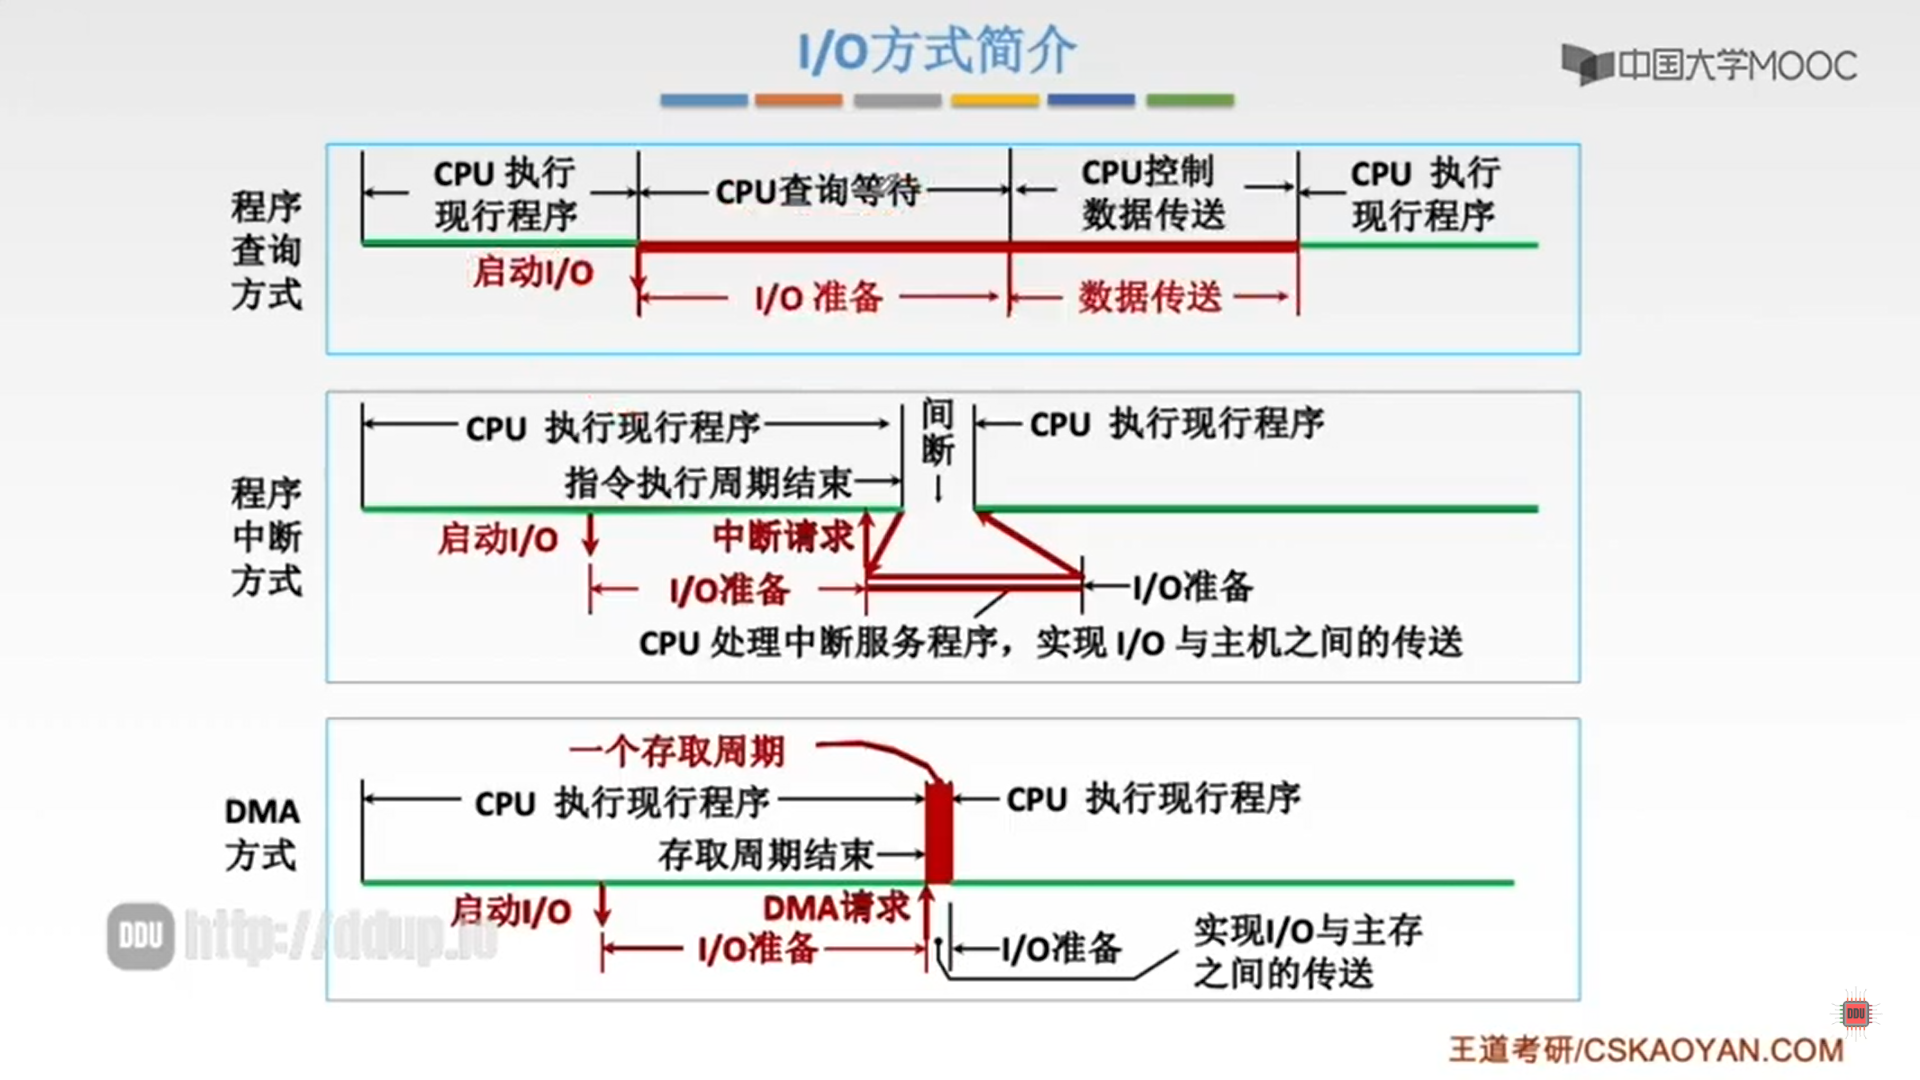 I/O方式简介
中国大学MOOC
程序
查询
方式
CPU 执行
现行程序
CPU查询等待
CPU控制
数据传送
CPU 执行
现行程序
启动I/O
I/O 准备
数据传送
程序
中断
方式
CPU 执行现行程序
间
断
CPU 执行现行程序
指令执行周期结束
启动I/O
中断请求
I/O准备
I/O准备
CPU 处理中断服务程序，实现 I/O 与主机之间的传送
DMA
方式
一个存取周期
CPU 执行现行程序
CPU 执行现行程序
存取周期结束
启动I/O
DMA请求
I/O准备
I/O准备
实现I/O与主存
之间的传送
DDU http://ddup.io
DDU
王道考研/CSKAOYAN.COM